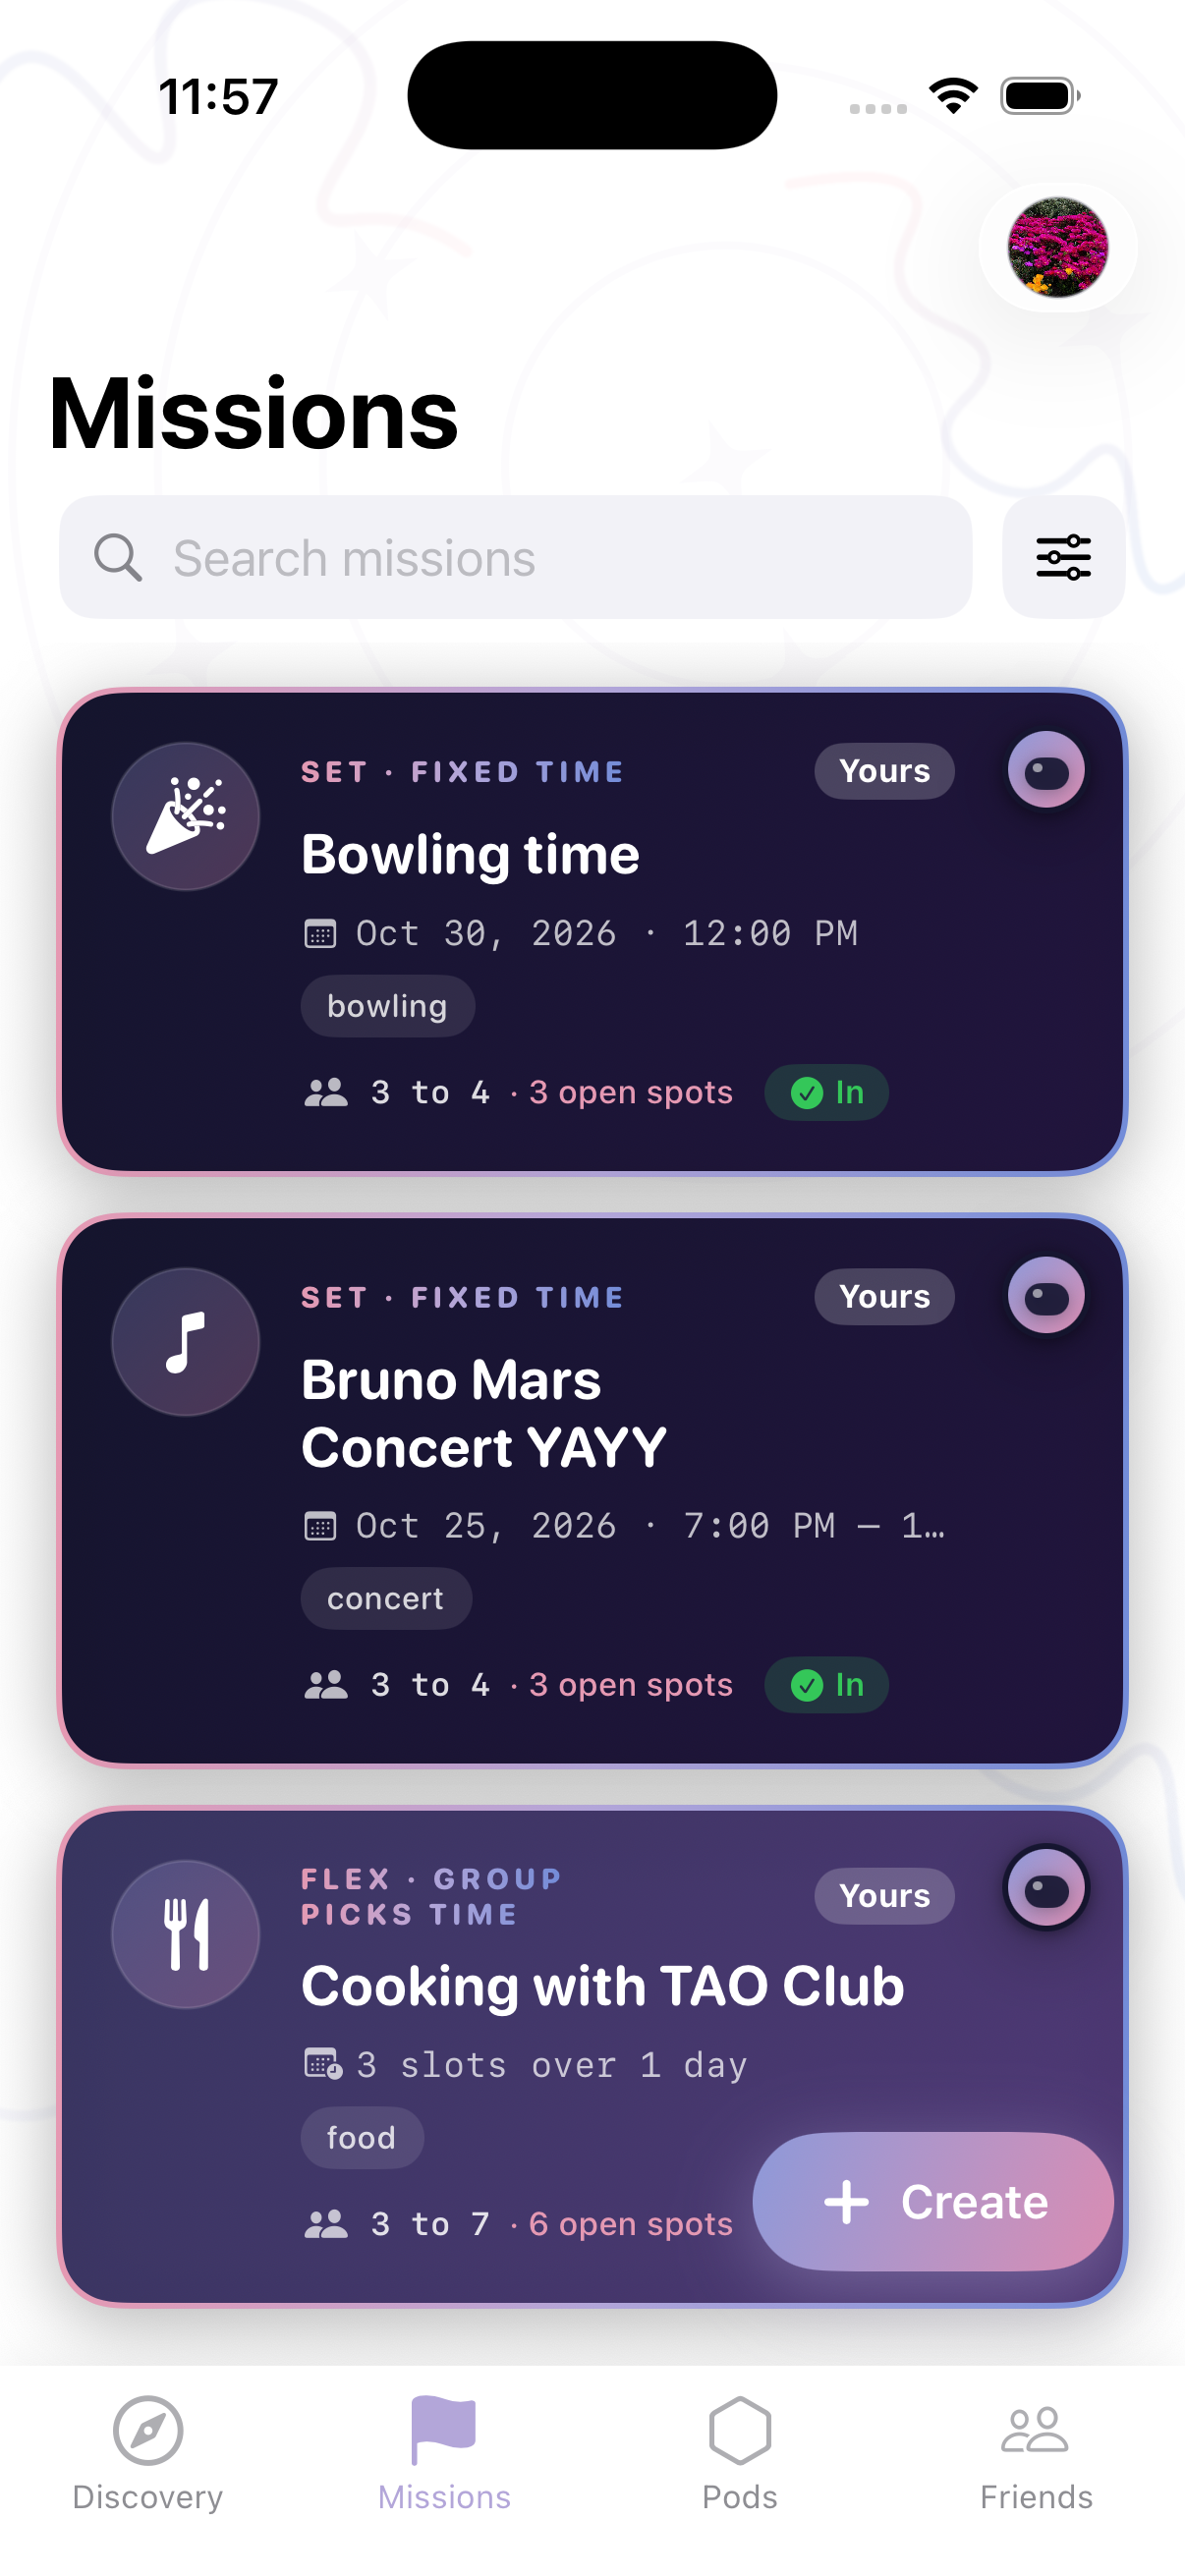 11:57
Missions
Search missions
SET · FIXED TIME
Yours
Bowling time
Oct 30, 2026 · 12:00 PM
bowling
3 to 4 · 3 open spots
In
SET · FIXED TIME
Yours
Bruno Mars
Concert YAYY
Oct 25, 2026 · 7:00 PM – 1…
concert
3 to 4 · 3 open spots
In
FLEX · GROUP
PICKS TIME
Yours
Cooking with TAO Club
3 slots over 1 day
food
3 to 7 · 6 open spots
Create
Discovery
Missions
Pods
Friends